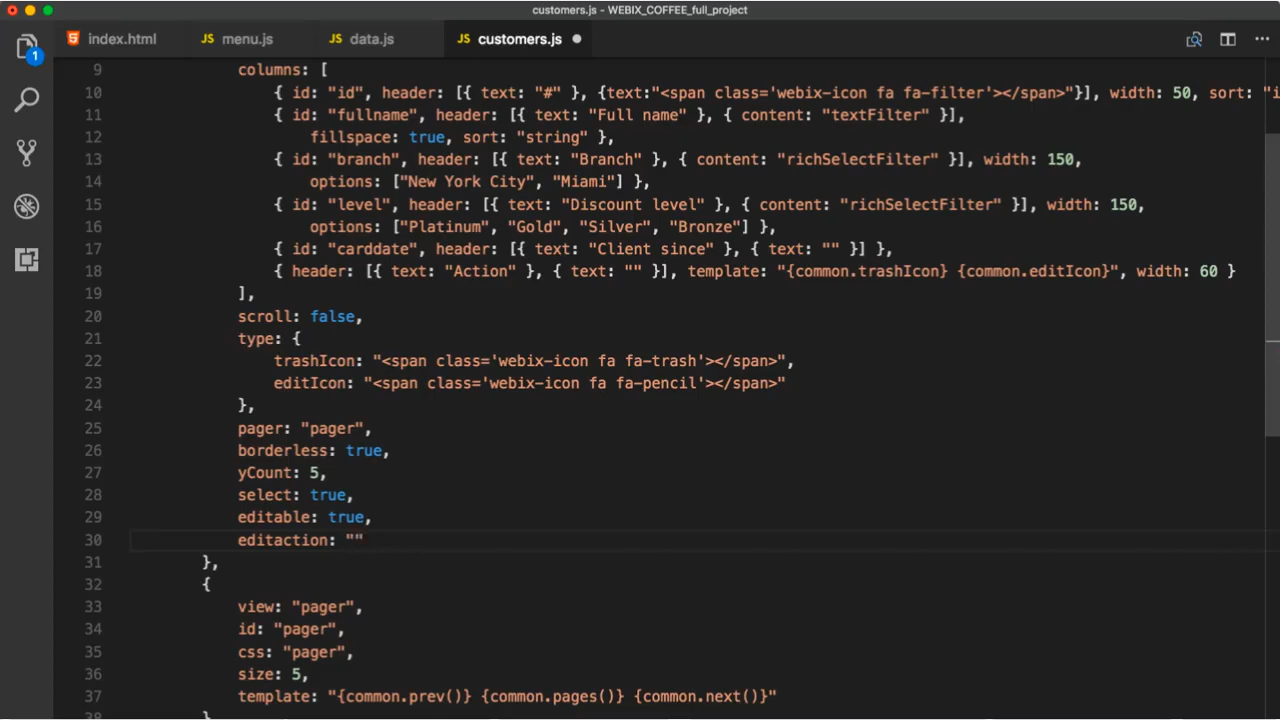 customers.js - WEBIX_COFFEE_full_project
1
index.html
JS menu.js
JS data.js
JS customers.js
9 columns: [
10 { id: "id", header: [{ text: "#" }, {text:"<span class='webix-icon fa fa-filter'></span>"}], width: 50, sort: "i
11 { id: "fullname", header: [{ text: "Full name" }, { content: "textFilter" }],
12 fillspace: true, sort: "string" },
13 { id: "branch", header: [{ text: "Branch" }, { content: "richSelectFilter" }], width: 150,
14 options: ["New York City", "Miami"] },
15 { id: "level", header: [{ text: "Discount level" }, { content: "richSelectFilter" }], width: 150,
16 options: ["Platinum", "Gold", "Silver", "Bronze"] },
17 { id: "carddate", header: [{ text: "Client since" }, { text: "" }] },
18 { header: [{ text: "Action" }, { text: "" }], template: "{common.trashIcon} {common.editIcon}", width: 60 }
19 ],
20 scroll: false,
21 type: {
22 trashIcon: "<span class='webix-icon fa fa-trash'></span>",
23 editIcon: "<span class='webix-icon fa fa-pencil'></span>"
24 },
25 pager: "pager",
26 borderless: true,
27 yCount: 5,
28 select: true,
29 editable: true,
30 editaction: ""
31 },
32 {
33 view: "pager",
34 id: "pager",
35 css: "pager",
36 size: 5,
37 template: "{common.prev()} {common.pages()} {common.next()}"
38 }